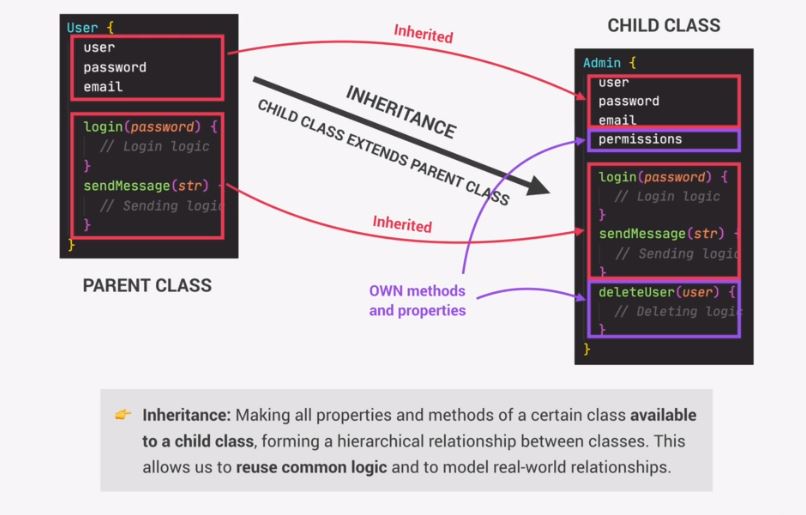 User {
user
password
email
login(password) {
// Login logic
}
sendMessage(str) {
// Sending logic
}
}
PARENT CLASS
Inherited
INHERITANCE
CHILD CLASS EXTENDS PARENT CLASS
Inherited
OWN methods
and properties
CHILD CLASS
Admin {
user
password
email
permissions
login(password) {
// Login logic
}
sendMessage(str) {
// Sending logic
}
deleteUser(user) {
// Deleting logic
}
}
👉 Inheritance: Making all properties and methods of a certain class available
to a child class, forming a hierarchical relationship between classes. This
allows us to reuse common logic and to model real-world relationships.